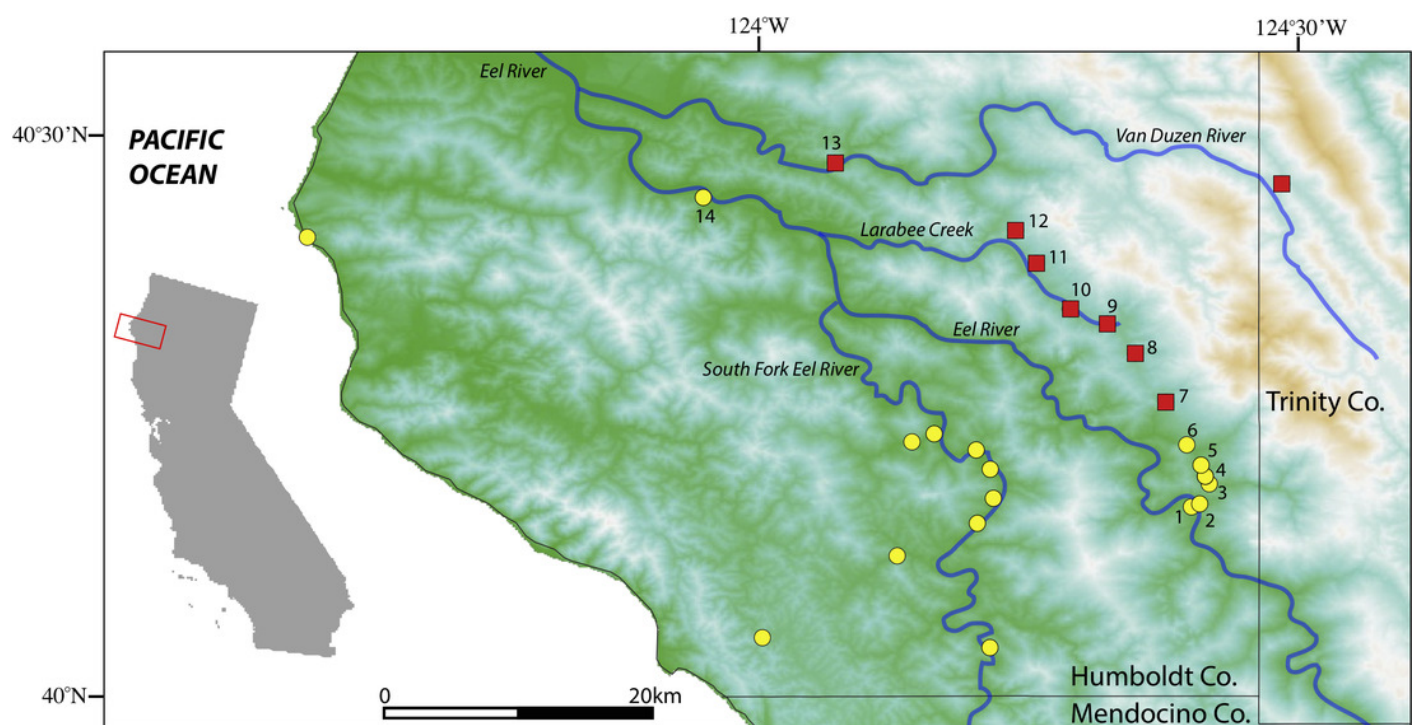 124°W
124°30'W
Eel River
40°30'N
PACIFIC
OCEAN
Van Duzen River
13
14
Larabee Creek
12
11
10
9
Eel River
8
South Fork Eel River
7
Trinity Co.
6
5
4
3
1
2
40°N
0
20km
Humboldt Co.
Mendocino Co.